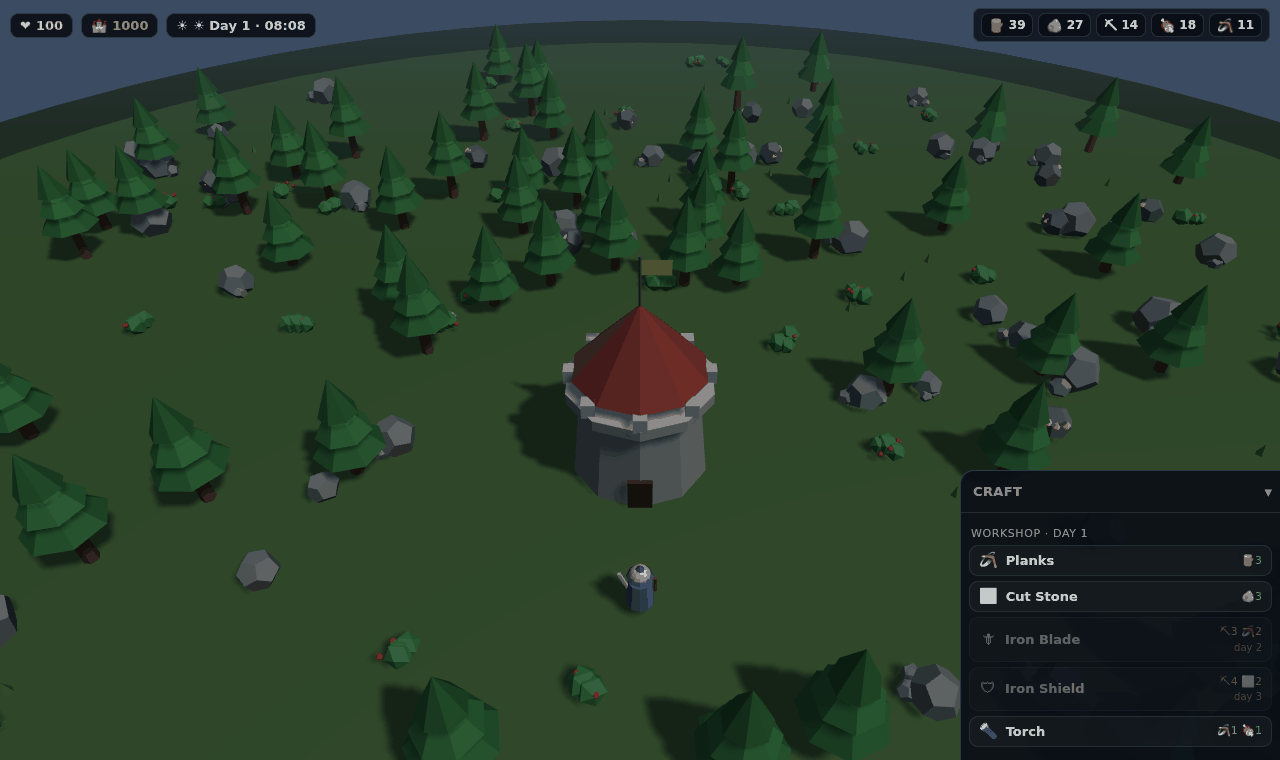 ❤ 100
🏰 1000
☀ ☀ Day 1 · 08:08
🪵 39
🪨 27
⛏ 14
🍖 18
🪃 11
CRAFT ▼
WORKSHOP · DAY 1
Planks 3
Cut Stone 3
Iron Blade 3 2
day 2
Iron Shield 4 2
day 3
Torch 1 1